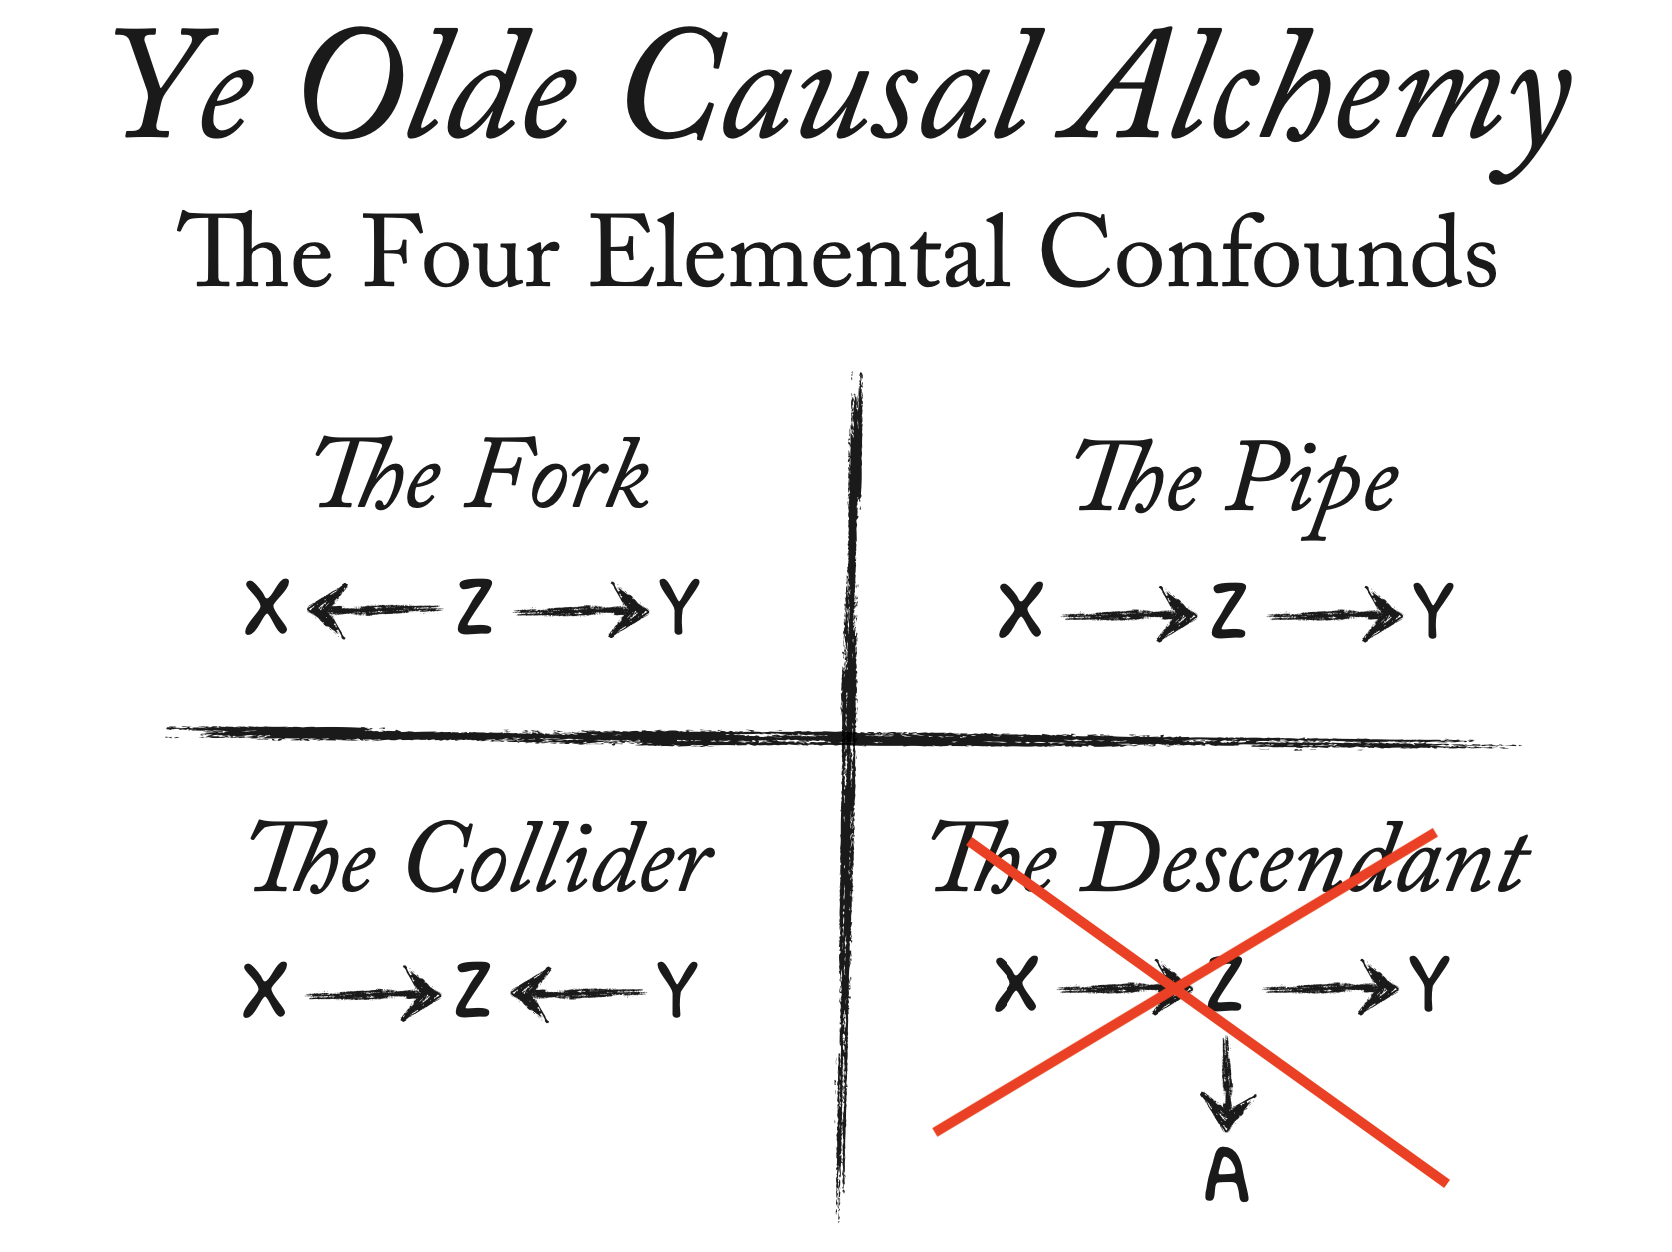 Ye Olde Causal Alchemy
The Four Elemental Confounds
The Fork
X Z Y
The Pipe
X Z Y
The Collider
X Z Y
The Descendant
X Z Y
A